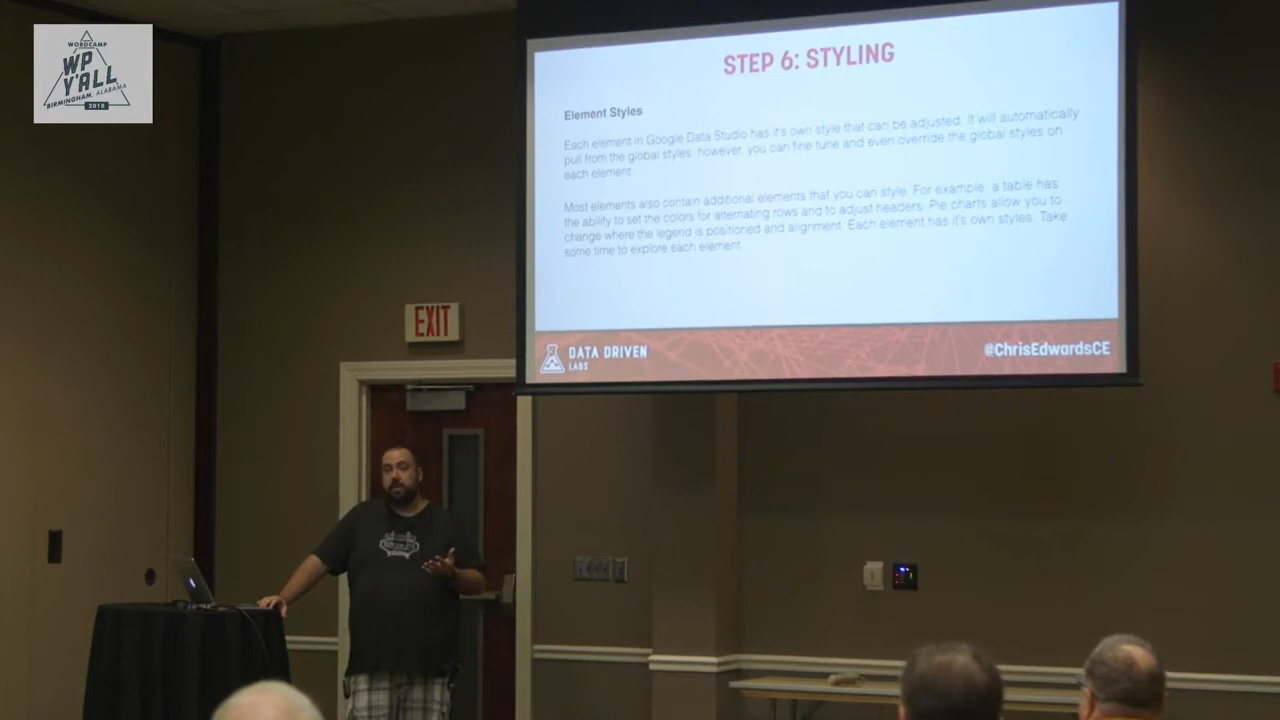 WORDCAMP
WP
Y'ALL
BIRMINGHAM, ALABAMA
2018
STEP 6: STYLING
Element Styles
Each element in Google Data Studio has it's own style that can be adjusted. It will automatically
pull from the global styles, however, you can fine tune and even override the global styles on
each element.
Most elements also contain additional elements that you can style. For example, a table has
the ability to set the colors for alternating rows and to adjust headers. Pie charts allow you to
change where the legend is positioned and alignment. Each element has it's own styles. Take
some time to explore each element.
DATA DRIVEN
LABS
@ChrisEdwardsCE
EXIT